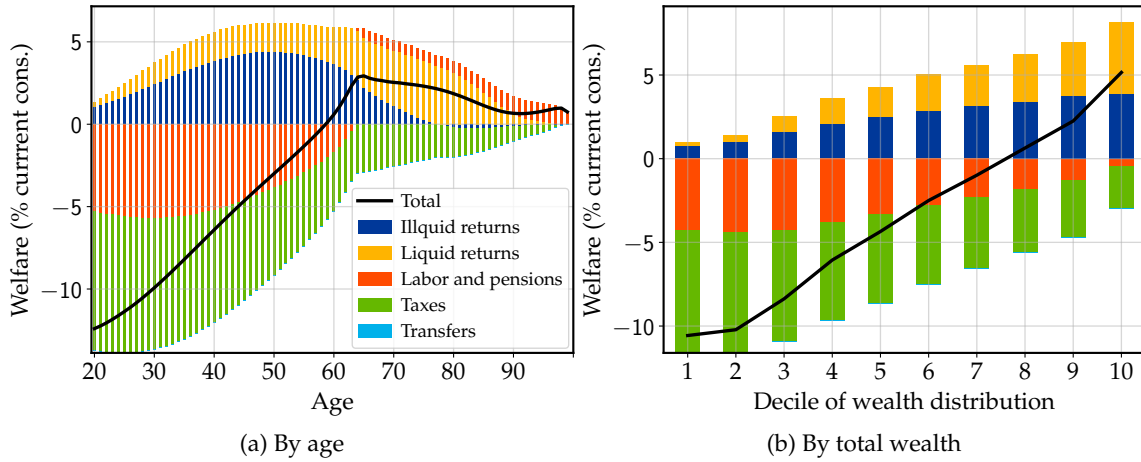 Welfare (% currrent cons.)
5
0
−5
−10
20 30 40 50 60 70 80 90
Age
Total
Illquid returns
Liquid returns
Labor and pensions
Taxes
Transfers
(a) By age
Welfare (% currrent cons.)
5
0
−5
−10
1 2 3 4 5 6 7 8 9 10
Decile of wealth distribution
(b) By total wealth